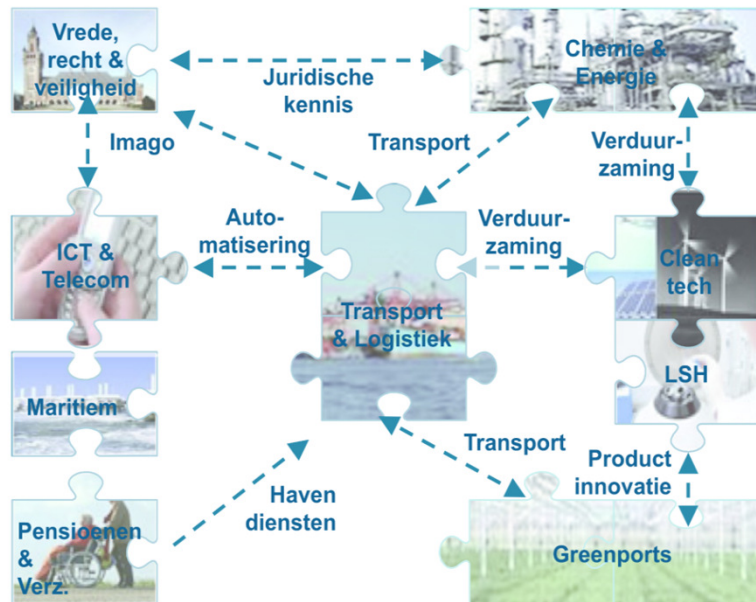 Vrede,
recht &
veiligheid
Juridische
kennis
Chemie &
Energie
Imago
Transport
Verduur-
zaming
ICT &
Telecom
Auto-
matisering
Transport
& Logistiek
Verduur-
zaming
Clean
tech
Maritiem
LSH
Pensioenen
&
Verz.
Haven
diensten
Transport
Product
innovatie
Greenports